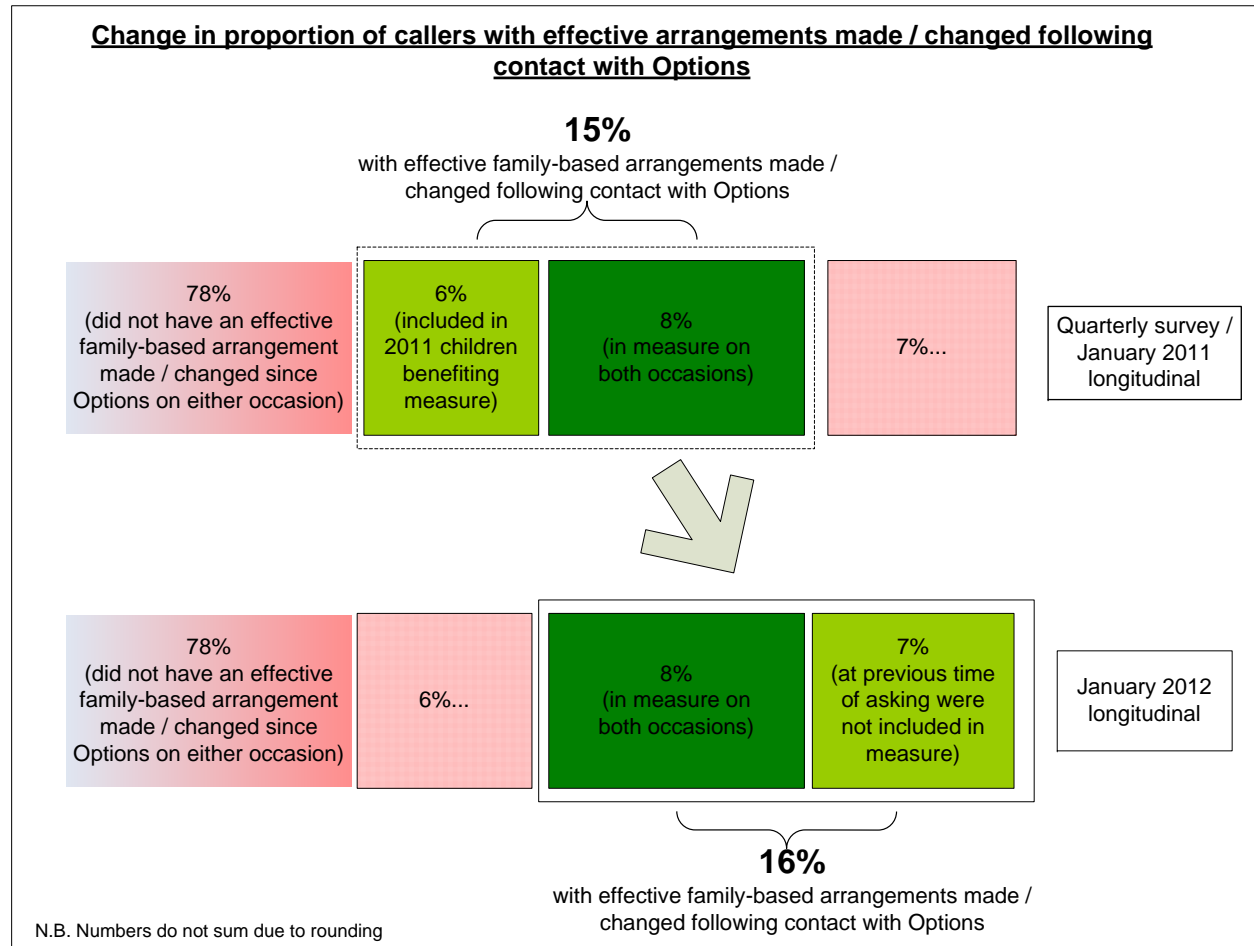 Change in proportion of callers with effective arrangements made / changed following
contact with Options
15%
with effective family-based arrangements made /
changed following contact with Options
78%
(did not have an effective
family-based arrangement
made / changed since
Options on either occasion)
6%
(included in
2011 children
benefiting
measure)
8%
(in measure on
both occasions)
7%...
Quarterly survey /
January 2011
longitudinal
78%
(did not have an effective
family-based arrangement
made / changed since
Options on either occasion)
6%...
8%
(in measure on
both occasions)
7%
(at previous time
of asking were
not included in
measure)
January 2012
longitudinal
16%
with effective family-based arrangements made /
changed following contact with Options
N.B. Numbers do not sum due to rounding